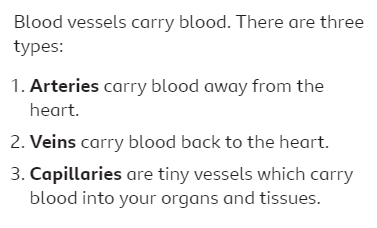 Blood vessels carry blood. There are three
types:
1. Arteries carry blood away from the
heart.
2. Veins carry blood back to the heart.
3. Capillaries are tiny vessels which carry
blood into your organs and tissues.